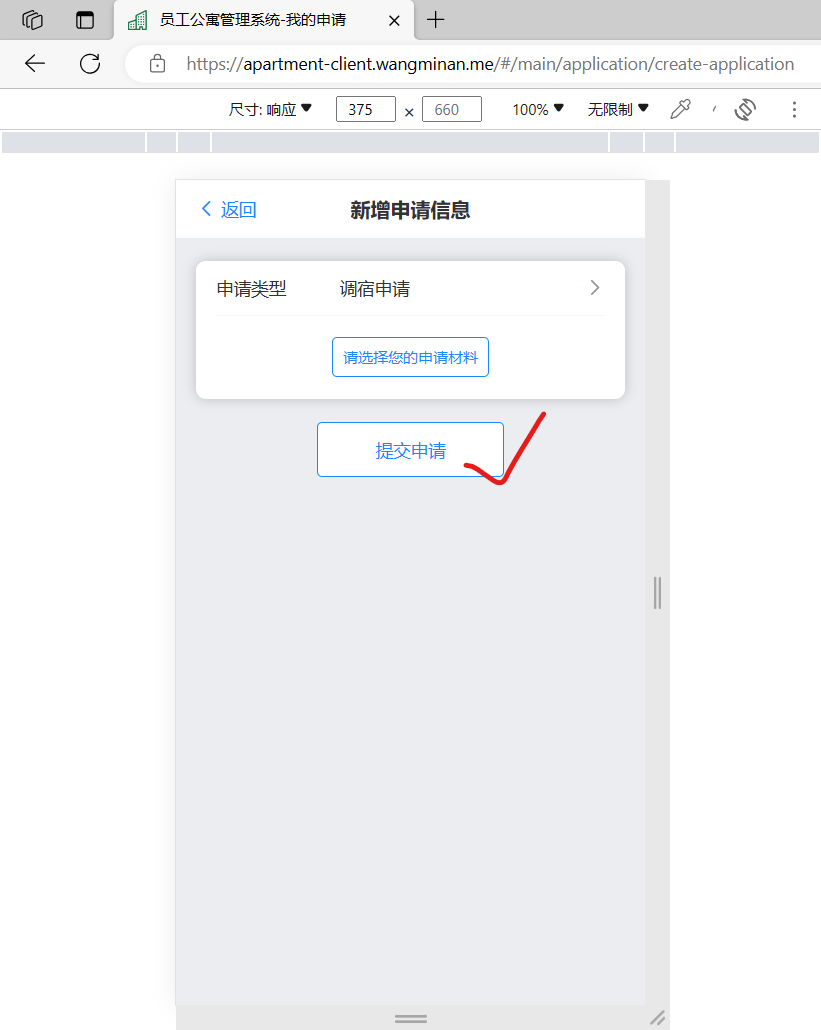 员工公寓管理系统-我的申请
https://apartment-client.wangminan.me/#/main/application/create-application
尺寸: 响应 375 × 660 100% 无限制
返回 新增申请信息
申请类型 调宿申请
请选择您的申请材料
提交申请